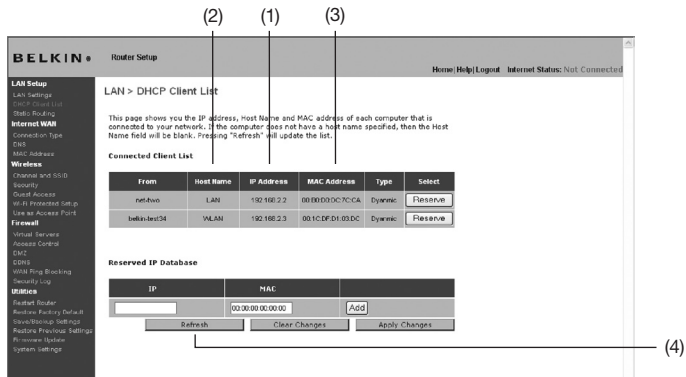 (2) (1) (3)
BELKIN
Router Setup
Home|Help|Logout Internet Status: Not Connected
LAN Setup
LAN Settings
DHCP Client List
Static Routing
Internet WAN
Connection Type
DNS
MAC Address
Wireless
Channel and SSID
Security
Guest Access
Wi-Fi Protected Setup
Use as Access Point
Firewall
Virtual Servers
Access Control
DMZ
DDNS
WAN Ping Blocking
Security Log
Utilities
Restart Router
Restore Factory Default
Save/Backup Settings
Restore Previous Settings
Firmware Update
System Settings
LAN > DHCP Client List
This page shows you the IP address, Host Name and MAC address of each computer that is
connected to your network. If the computer does not have a host name specified, then the Host
Name field will be blank. Pressing "Refresh" will update the list.
Connected Client List
From Host Name IP Address MAC Address Type Select
net-two LAN 192.168.2.2 00:80:D0:DC:7C:CA Dyanmic Reserve
belkin-test34 WLAN 192.168.2.3 00:1C:DF:D1:03:DC Dyanmic Reserve
Reserved IP Database
IP MAC
00:00:00:00:00:00 Add
Refresh Clear Changes Apply Changes
(4)